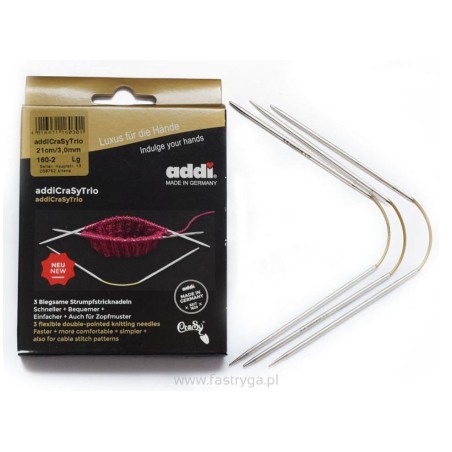 addiCraSyTrio
21cm/3,0mm
160-2 Lg
Luxus für die Hände
Indulge your hands
addi
MADE IN GERMANY
addiCraSyTrio
addiCraSyTrio
NEU
NEW
addi
MADE IN
GERMANY
CraSy
3 Biegsame Strumpfstricknadeln
Schneller + Bequemer +
Einfacher + Auch für Zopfmuster
3 flexible double-pointed knitting needles
Faster + more comfortable + simpler +
also for cable stitch patterns
www.fastryga.pl